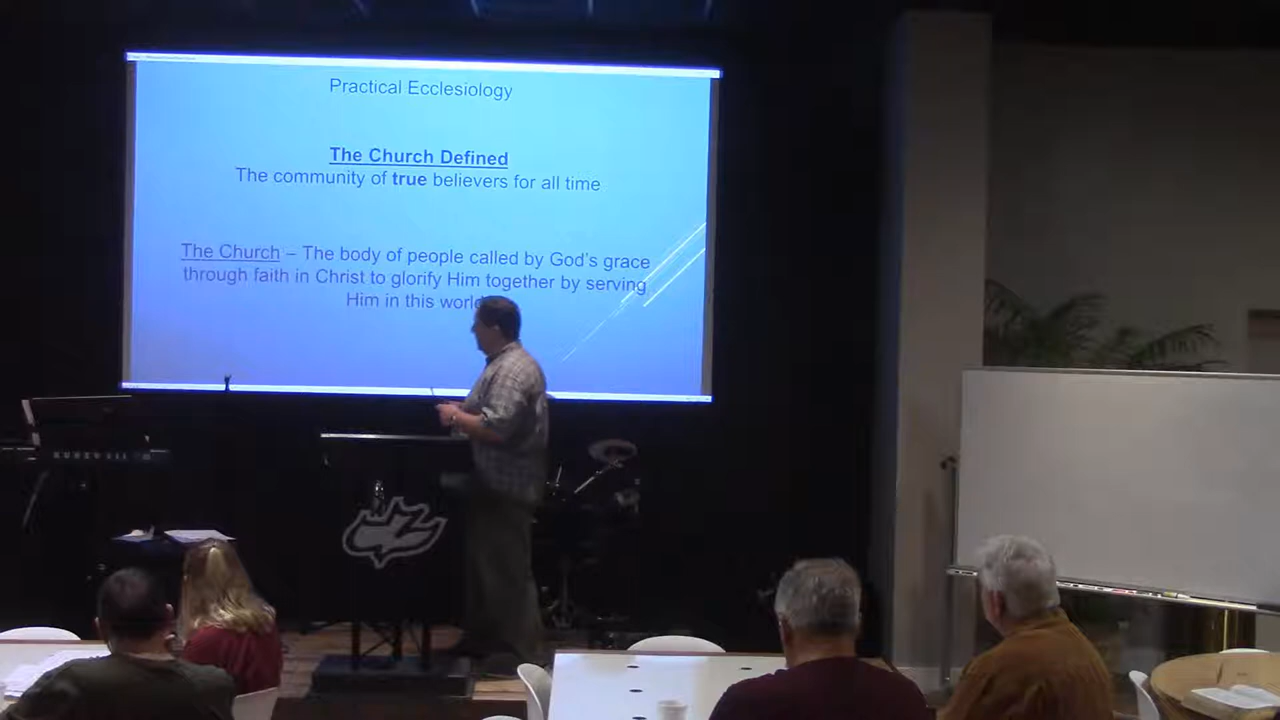 Practical Ecclesiology
The Church Defined
The community of true believers for all time
The Church – The body of people called by God's grace
through faith in Christ to glorify Him together by serving
Him in this world